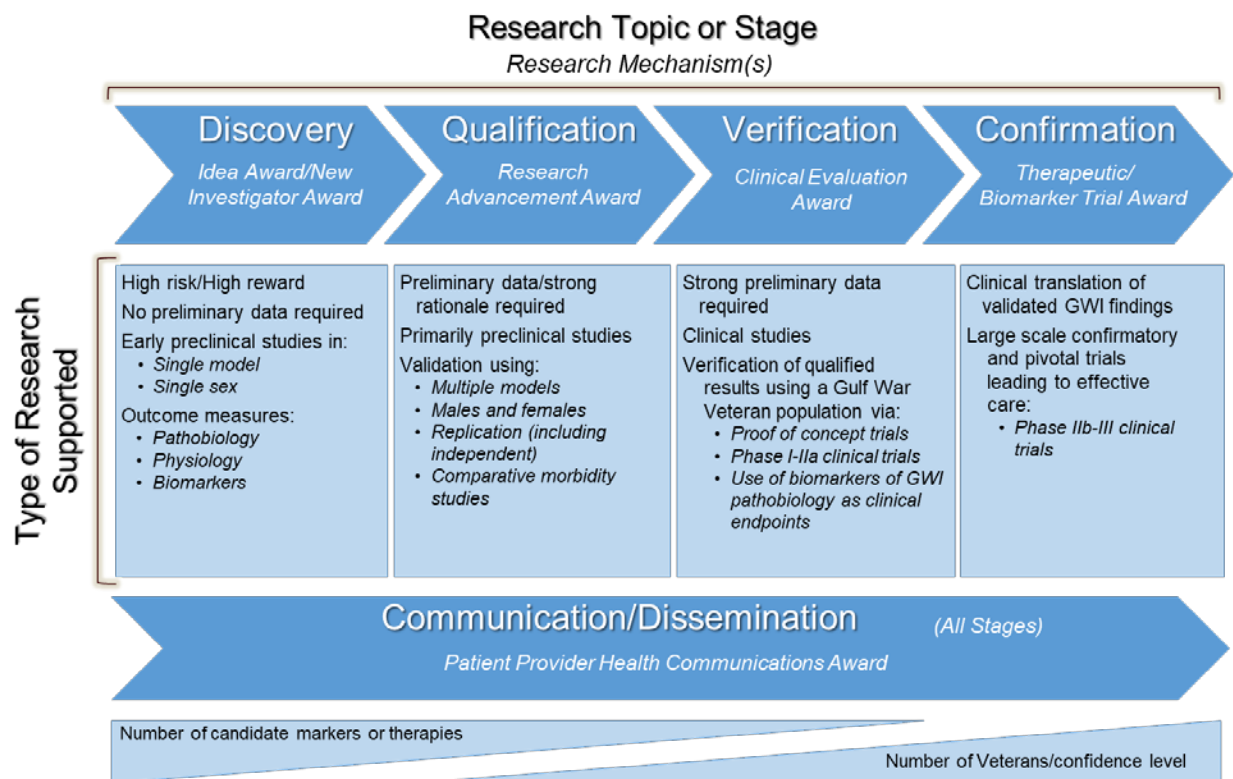 Research Topic or Stage
Research Mechanism(s)
Discovery
Idea Award/New
Investigator Award
Qualification
Research
Advancement Award
Verification
Clinical Evaluation
Award
Confirmation
Therapeutic/
Biomarker Trial Award
Type of Research
Supported
High risk/High reward
No preliminary data required
Early preclinical studies in:
• Single model
• Single sex
Outcome measures:
• Pathobiology
• Physiology
• Biomarkers
Preliminary data/strong
rationale required
Primarily preclinical studies
Validation using:
• Multiple models
• Males and females
• Replication (including
independent)
• Comparative morbidity
studies
Strong preliminary data
required
Clinical studies
Verification of qualified
results using a Gulf War
Veteran population via:
• Proof of concept trials
• Phase I-IIa clinical trials
• Use of biomarkers of GWI
pathobiology as clinical
endpoints
Clinical translation of
validated GWI findings
Large scale confirmatory
and pivotal trials
leading to effective
care:
• Phase IIb-III clinical
trials
Communication/Dissemination (All Stages)
Patient Provider Health Communications Award
Number of candidate markers or therapies
Number of Veterans/confidence level